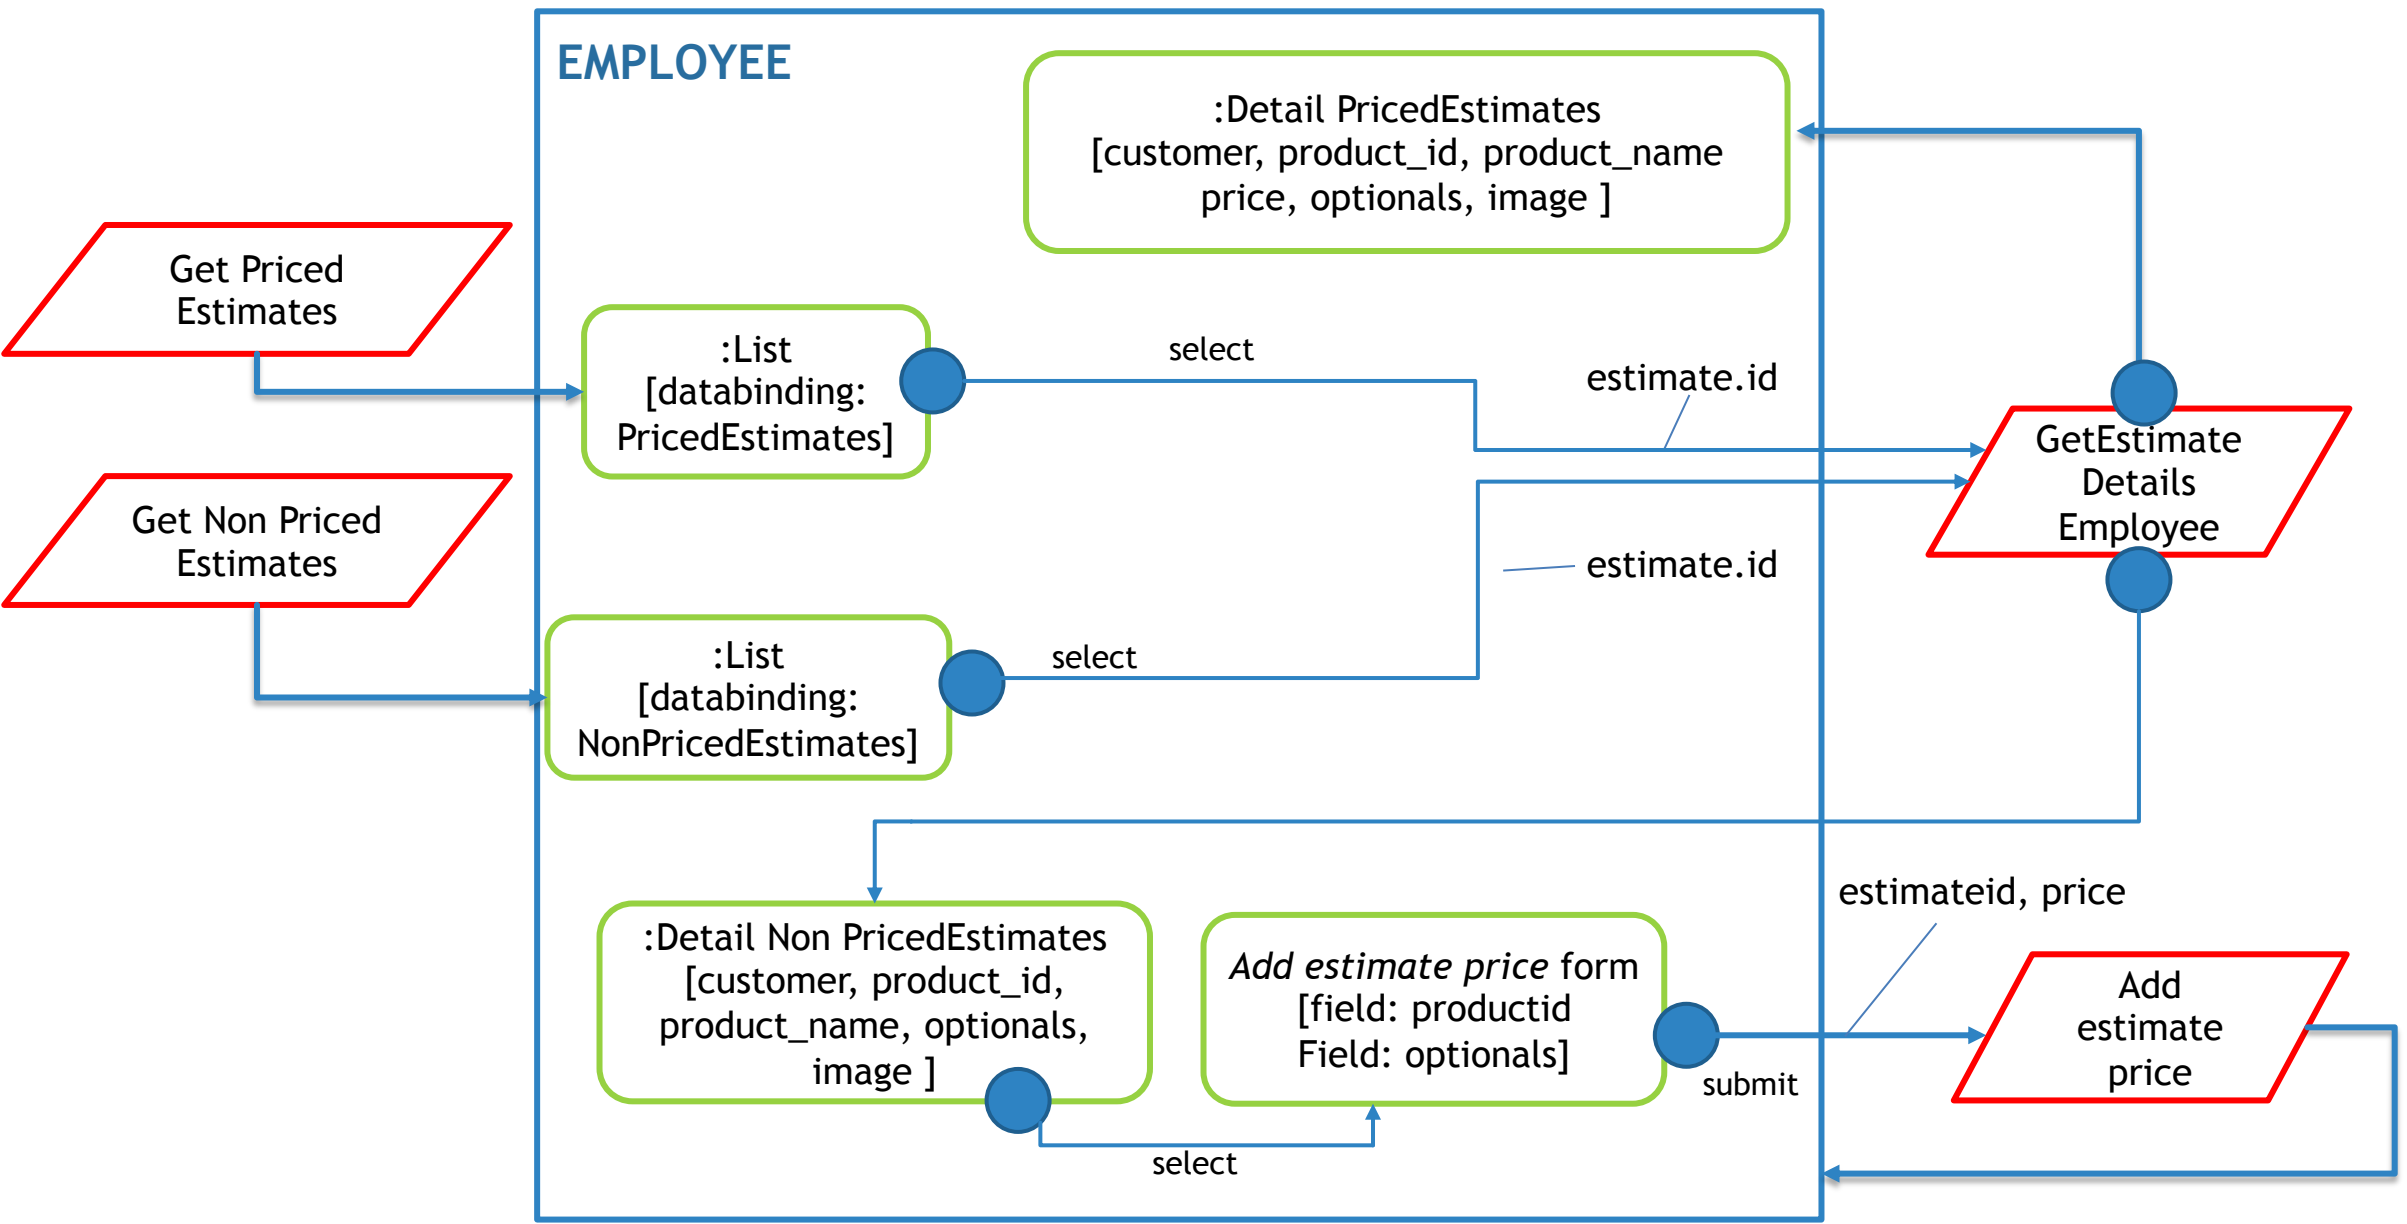 EMPLOYEE
:Detail PricedEstimates
[customer, product_id, product_name
price, optionals, image ]
Get Priced
Estimates
:List
[databinding:
PricedEstimates]
select
estimate.id
GetEstimate
Details
Employee
Get Non Priced
Estimates
estimate.id
:List
[databinding:
NonPricedEstimates]
select
estimateid, price
:Detail Non PricedEstimates
[customer, product_id,
product_name, optionals,
image ]
Add estimate price form
[field: productid
Field: optionals]
submit
Add
estimate
price
select